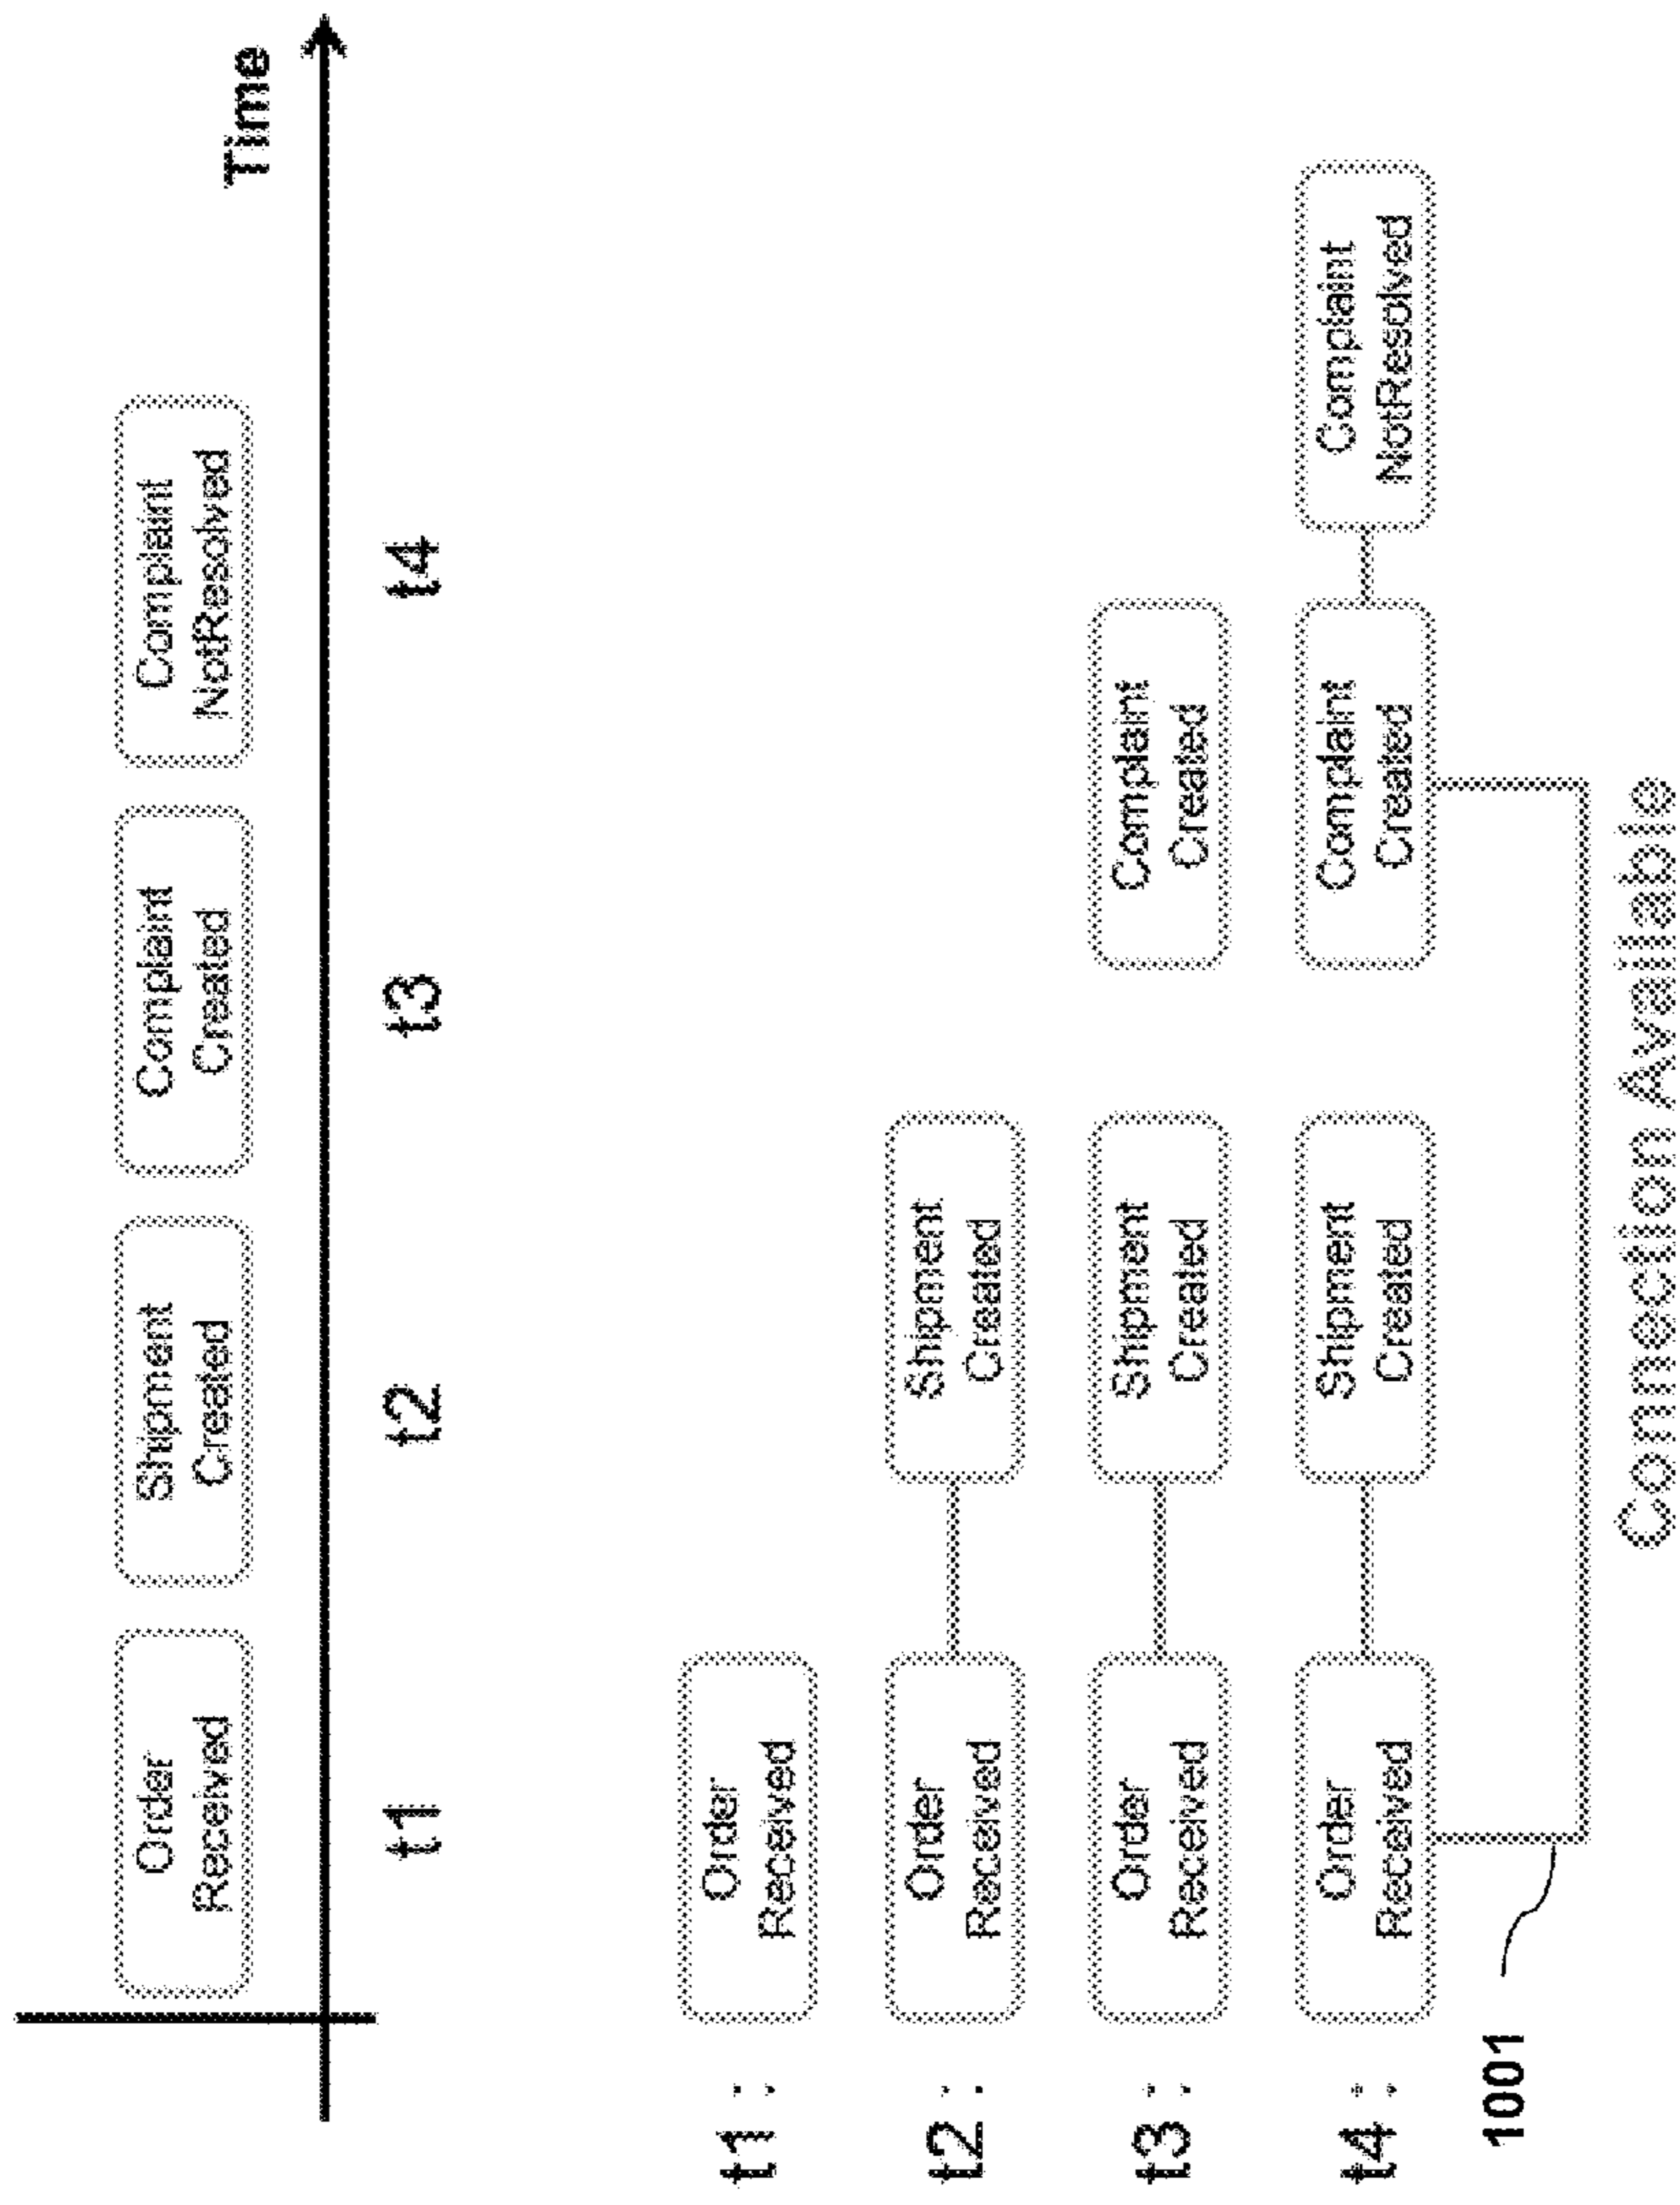 Order
Received
Shipment
Created
Complaint
Created
Complaint
NotResolved
Time
t1
t2
t3
t4
t1 :
Order
Received
t2 :
Order
Received
Shipment
Created
t3 :
Order
Received
Shipment
Created
Complaint
Created
t4 :
Order
Received
Shipment
Created
Complaint
Created
Complaint
NotResolved
1001
Connection Available